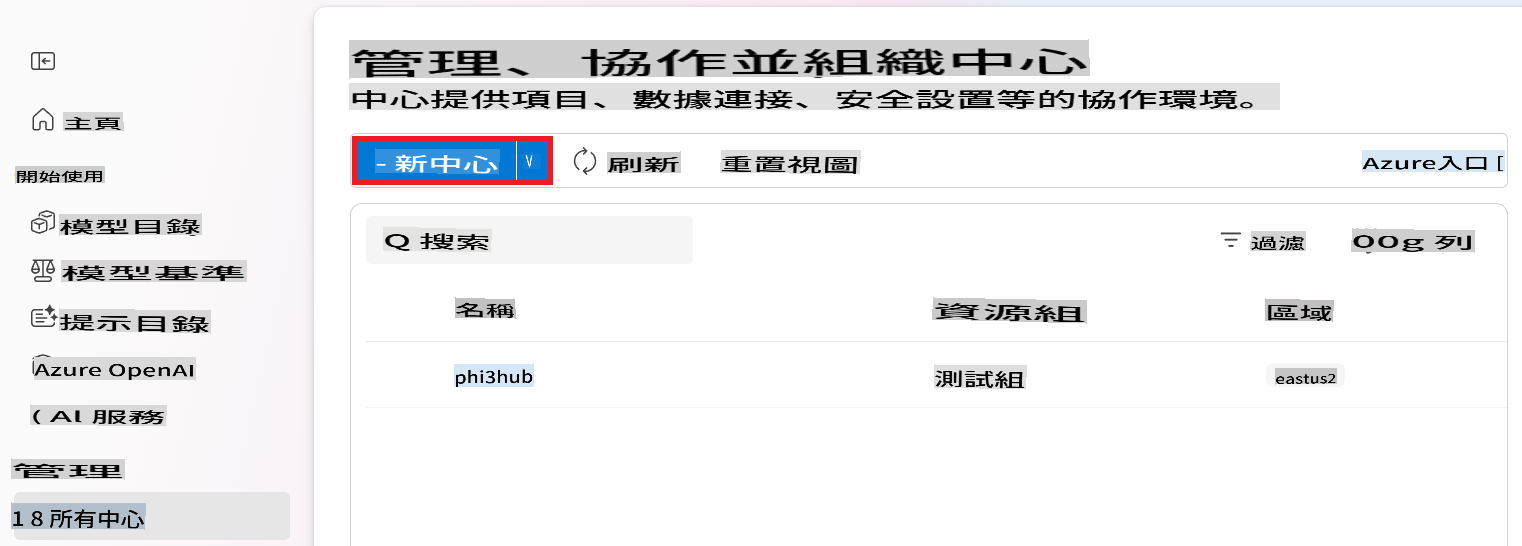 主頁
開始使用
模型目錄
模型基準
提示目錄
Azure OpenAI
( AI 服務
管理
1 8 所有中心
管理、協作並組織中心
中心提供項目、數據連接、安全設置等的協作環境。
- 新中心 V
刷新
重置視圖
Azure入口 [
Q 搜索
過濾
00g 列
名稱 資源組 區域
phi3hub 測試組 eastus2